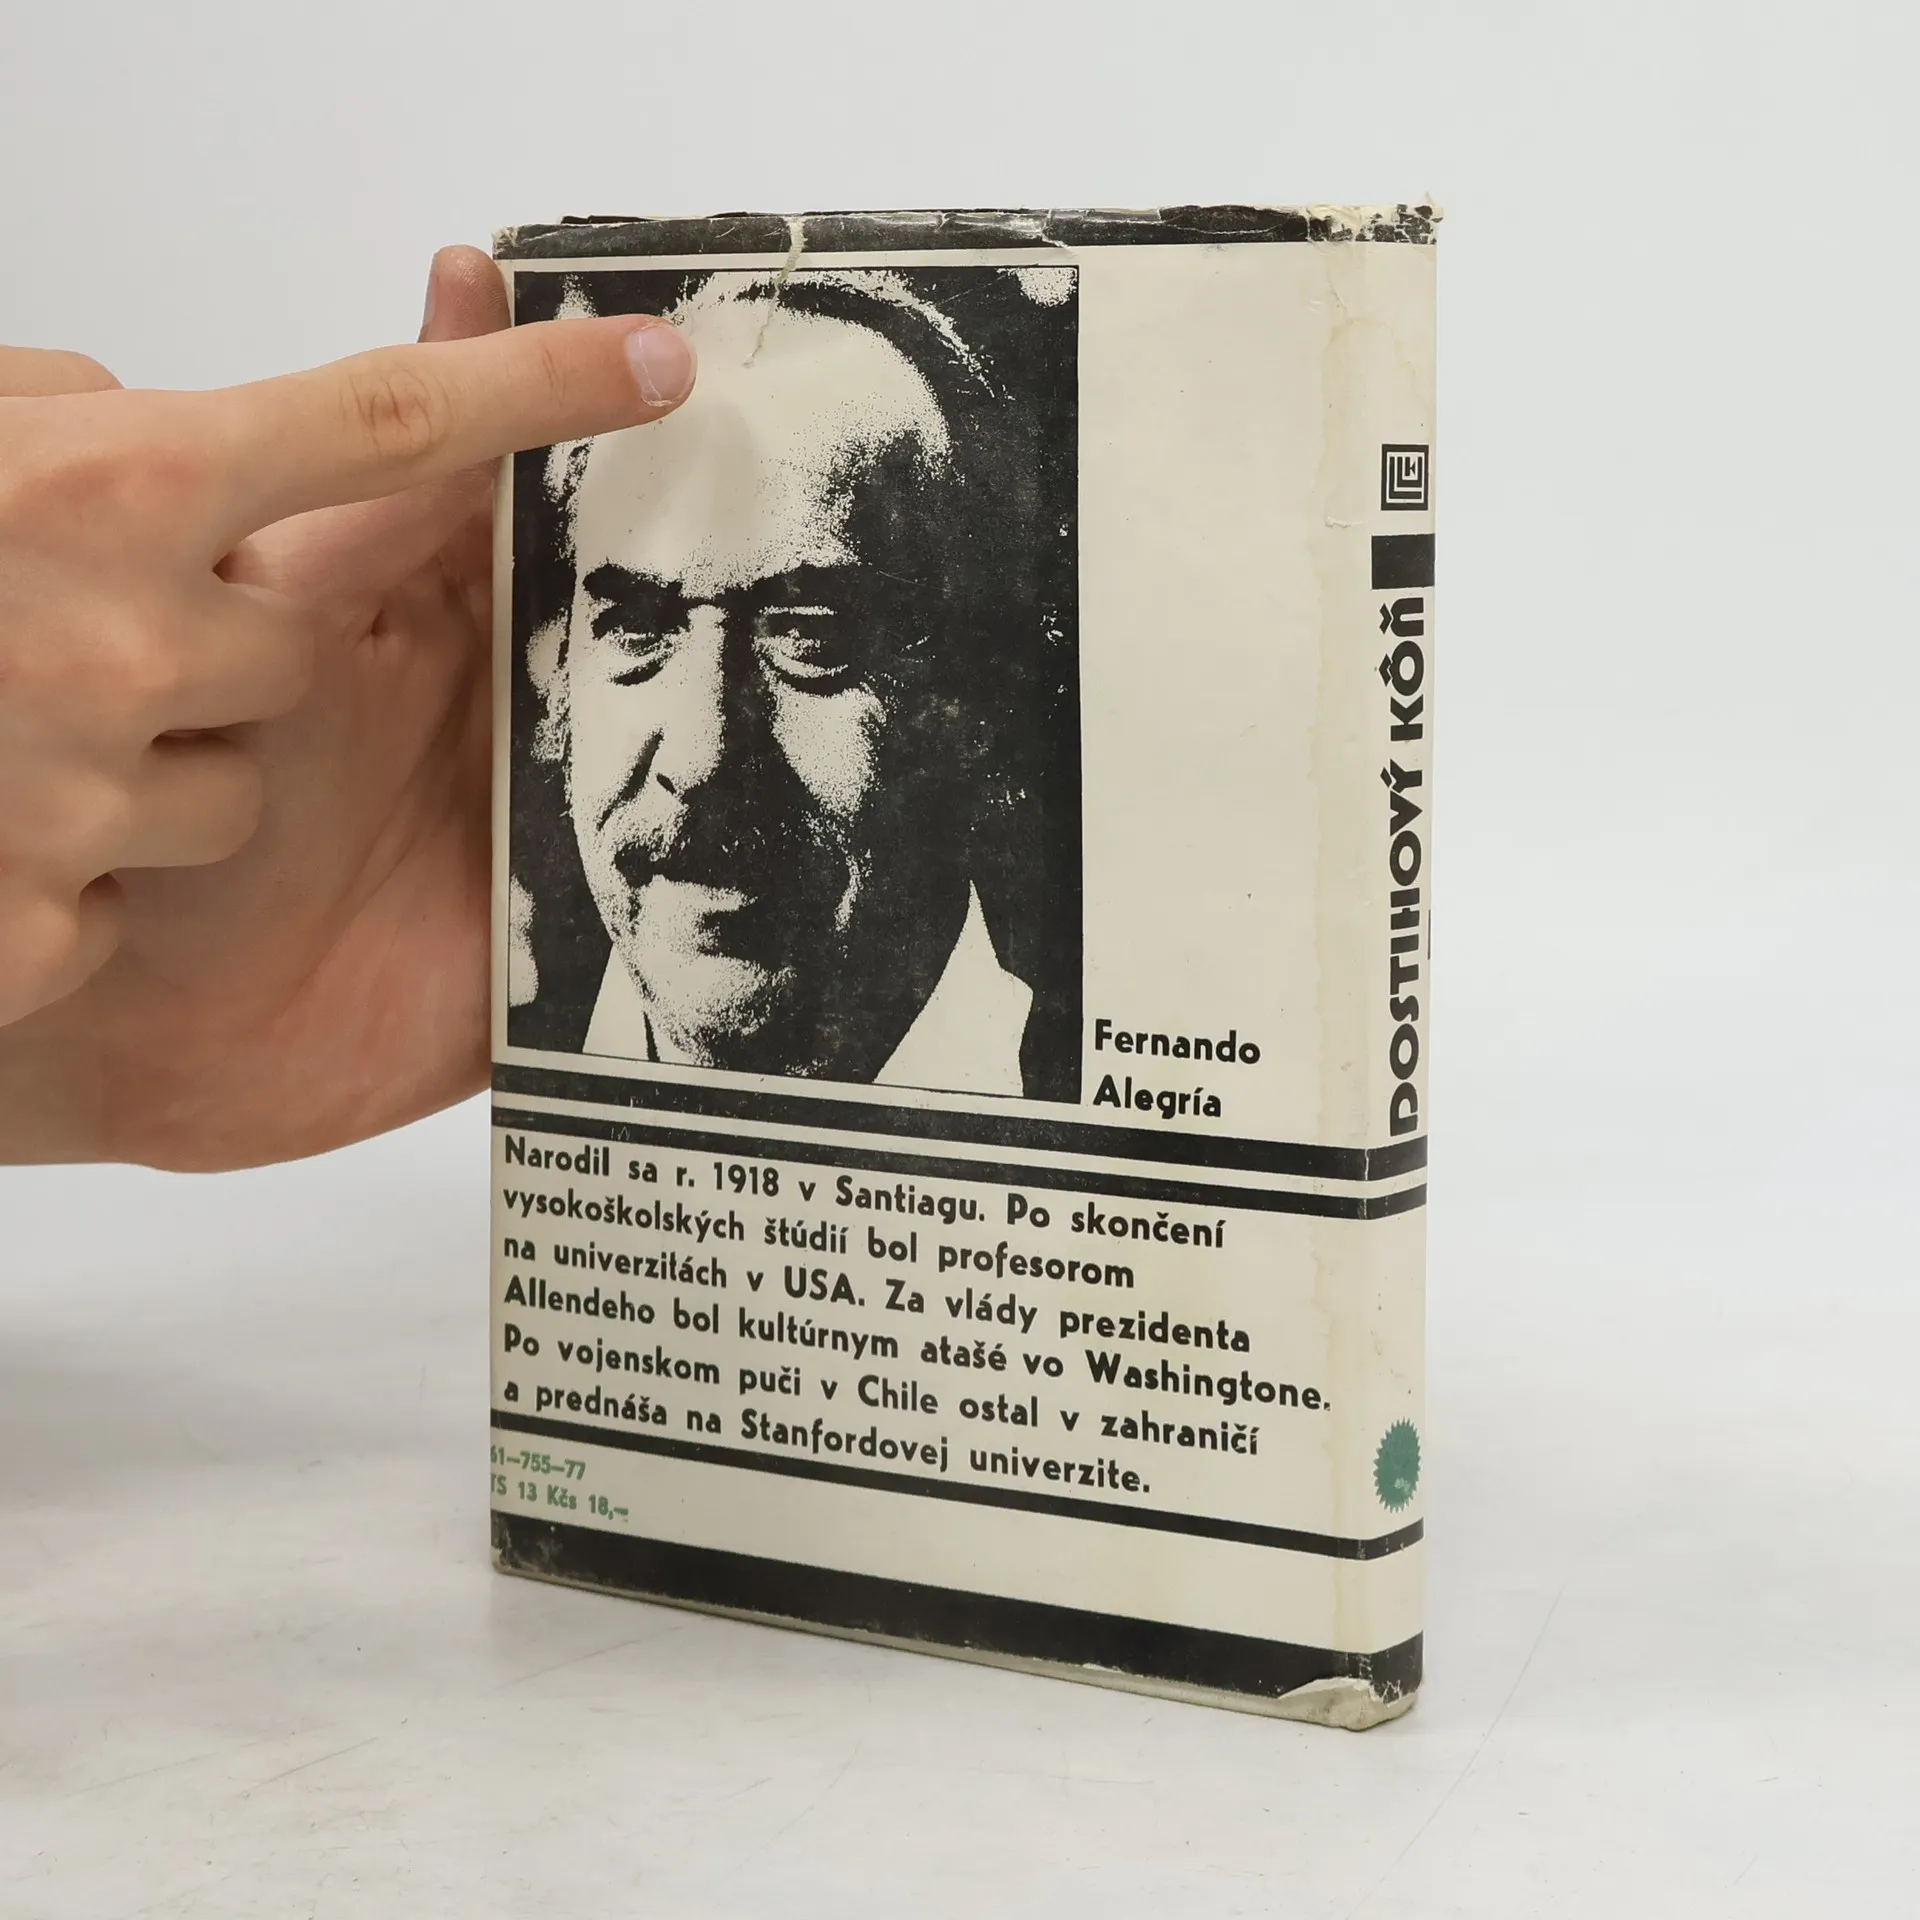 Fernando
Alegría
Narodil sa r. 1918 v Santiagu. Po skončení
vysokoškolských štúdií bol profesorom
na univerzitách v USA. Za vlády prezidenta
Allendeho bol kultúrnym atašé vo Washingtone.
Po vojenskom puči v Chile ostal v zahraničí
a prednáša na Stanfordovej univerzite.
61–755–77
TS 13 Kčs 18,–
DOSTIHOVÝ KÔŇ